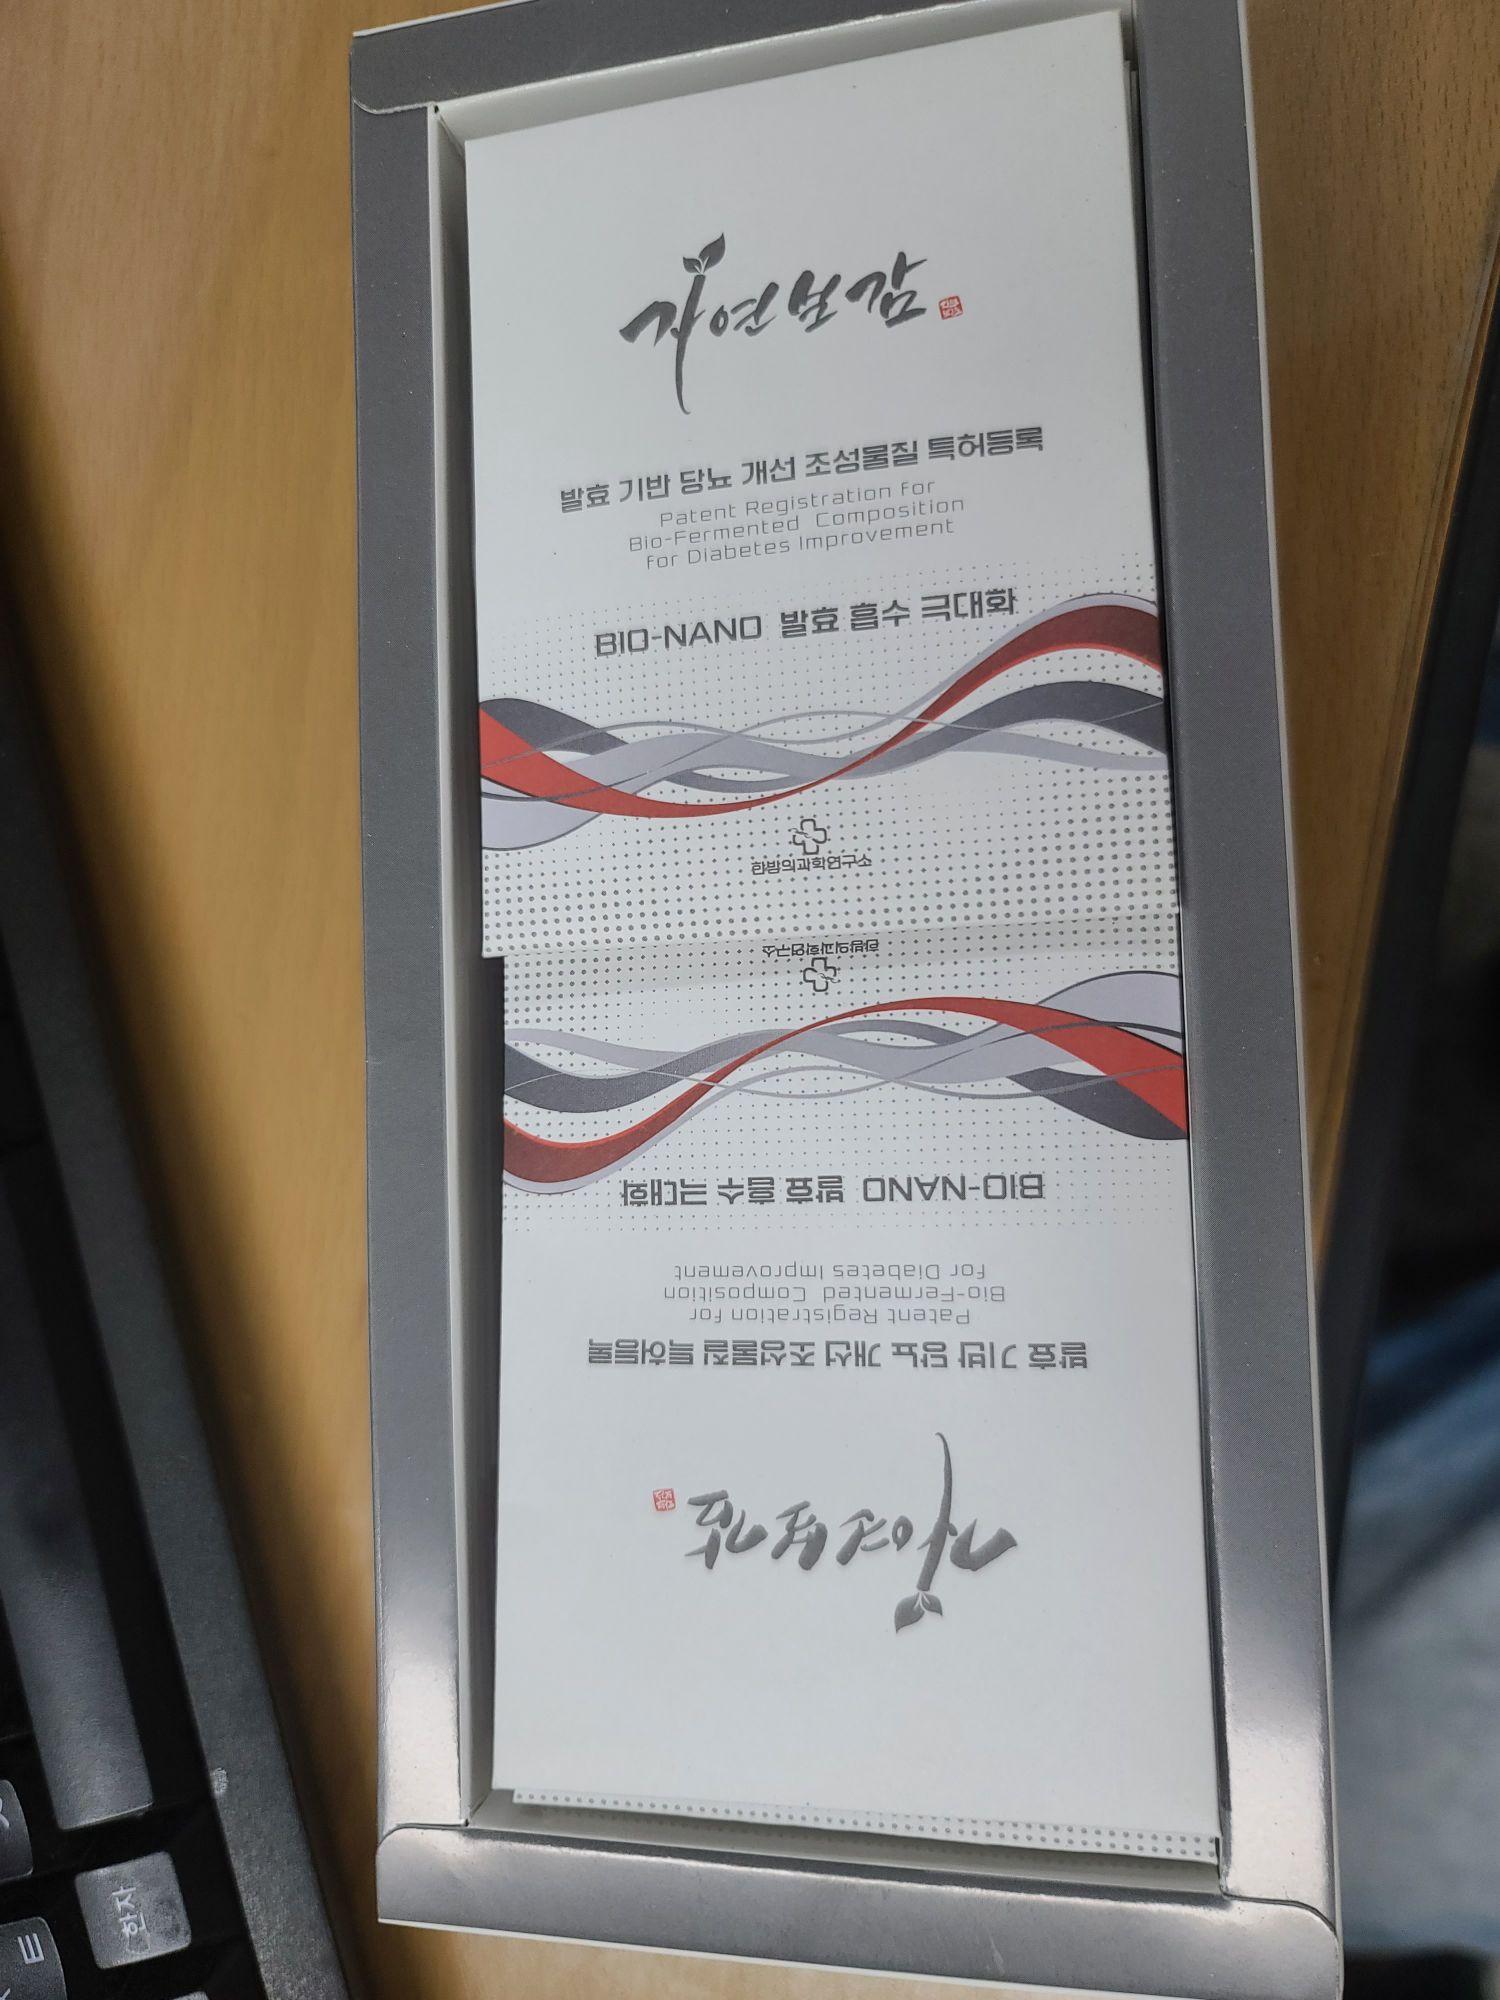 자연보감
발효 기반 당뇨 개선 조성물질 특허등록
Patent Registration for
Bio-Fermented Composition
for Diabetes Improvement
BIO-NANO 발효 흡수 극대화
한방의과학연구소
한방의과학연구소
BIO-NANO 발효 흡수 극대화
for Diabetes Improvement
Bio-Fermented Composition
Patent Registration for
발효 기반 당뇨 개선 조성물질 특허등록
자연보감
한자
ㅌ